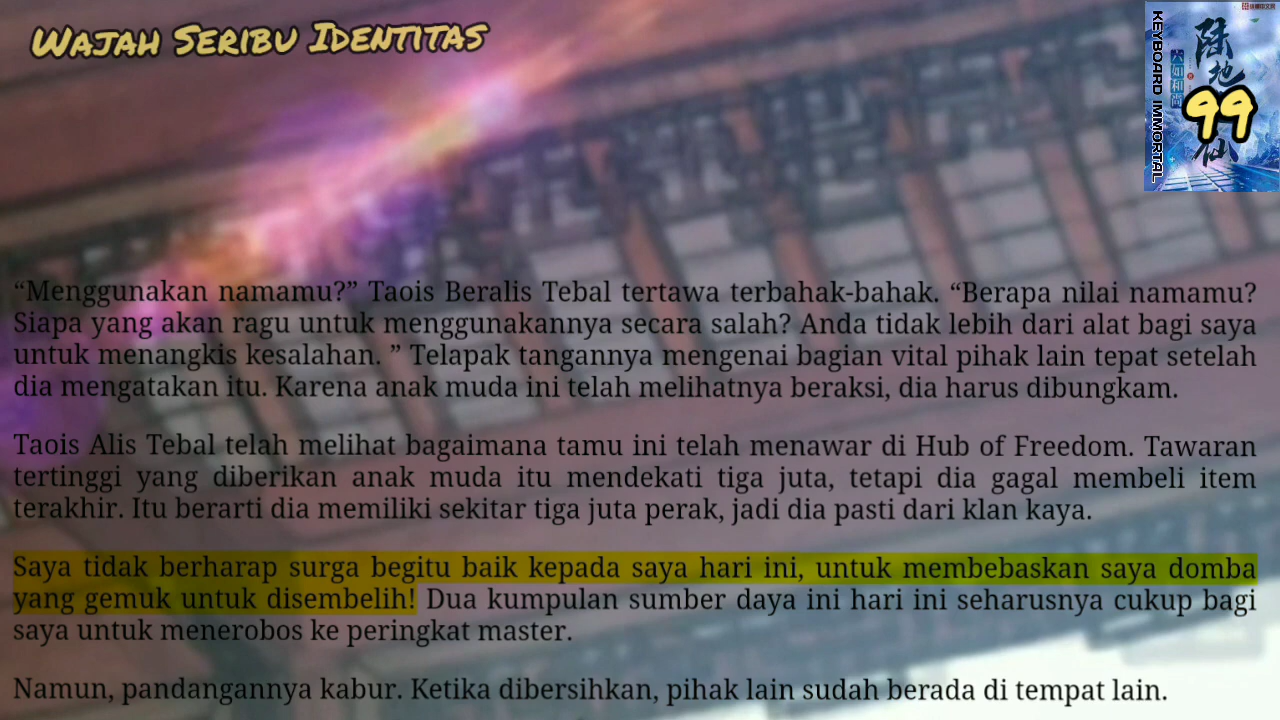 Wajah Seribu Identitas
KEYBOARD IMMORTAL
陆地
99
仙
“Menggunakan namamu?” Taois Beralis Tebal tertawa terbahak-bahak. “Berapa nilai namamu?
Siapa yang akan ragu untuk menggunakannya secara salah? Anda tidak lebih dari alat bagi saya
untuk menangkis kesalahan. ” Telapak tangannya mengenai bagian vital pihak lain tepat setelah
dia mengatakan itu. Karena anak muda ini telah melihatnya beraksi, dia harus dibungkam.
Taois Alis Tebal telah melihat bagaimana tamu ini telah menawar di Hub of Freedom. Tawaran
tertinggi yang diberikan anak muda itu mendekati tiga juta, tetapi dia gagal membeli item
terakhir. Itu berarti dia memiliki sekitar tiga juta perak, jadi dia pasti dari klan kaya.
Saya tidak berharap surga begitu baik kepada saya hari ini, untuk membebaskan saya domba
yang gemuk untuk disembelih! Dua kumpulan sumber daya ini hari ini seharusnya cukup bagi
saya untuk menerobos ke peringkat master.
Namun, pandangannya kabur. Ketika dibersihkan, pihak lain sudah berada di tempat lain.